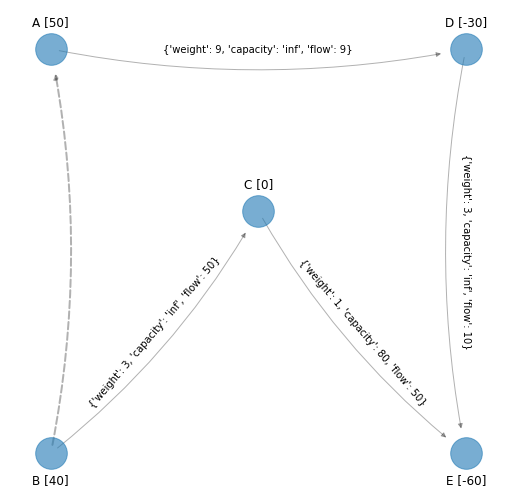 A [50]
D [-30]
{'weight': 9, 'capacity': 'inf', 'flow': 9}
C [0]
{'weight': 3, 'capacity': 'inf', 'flow': 50}
{'weight': 1, 'capacity': 80, 'flow': 50}
{'weight': 3, 'capacity': 'inf', 'flow': 10}
B [40]
E [-60]